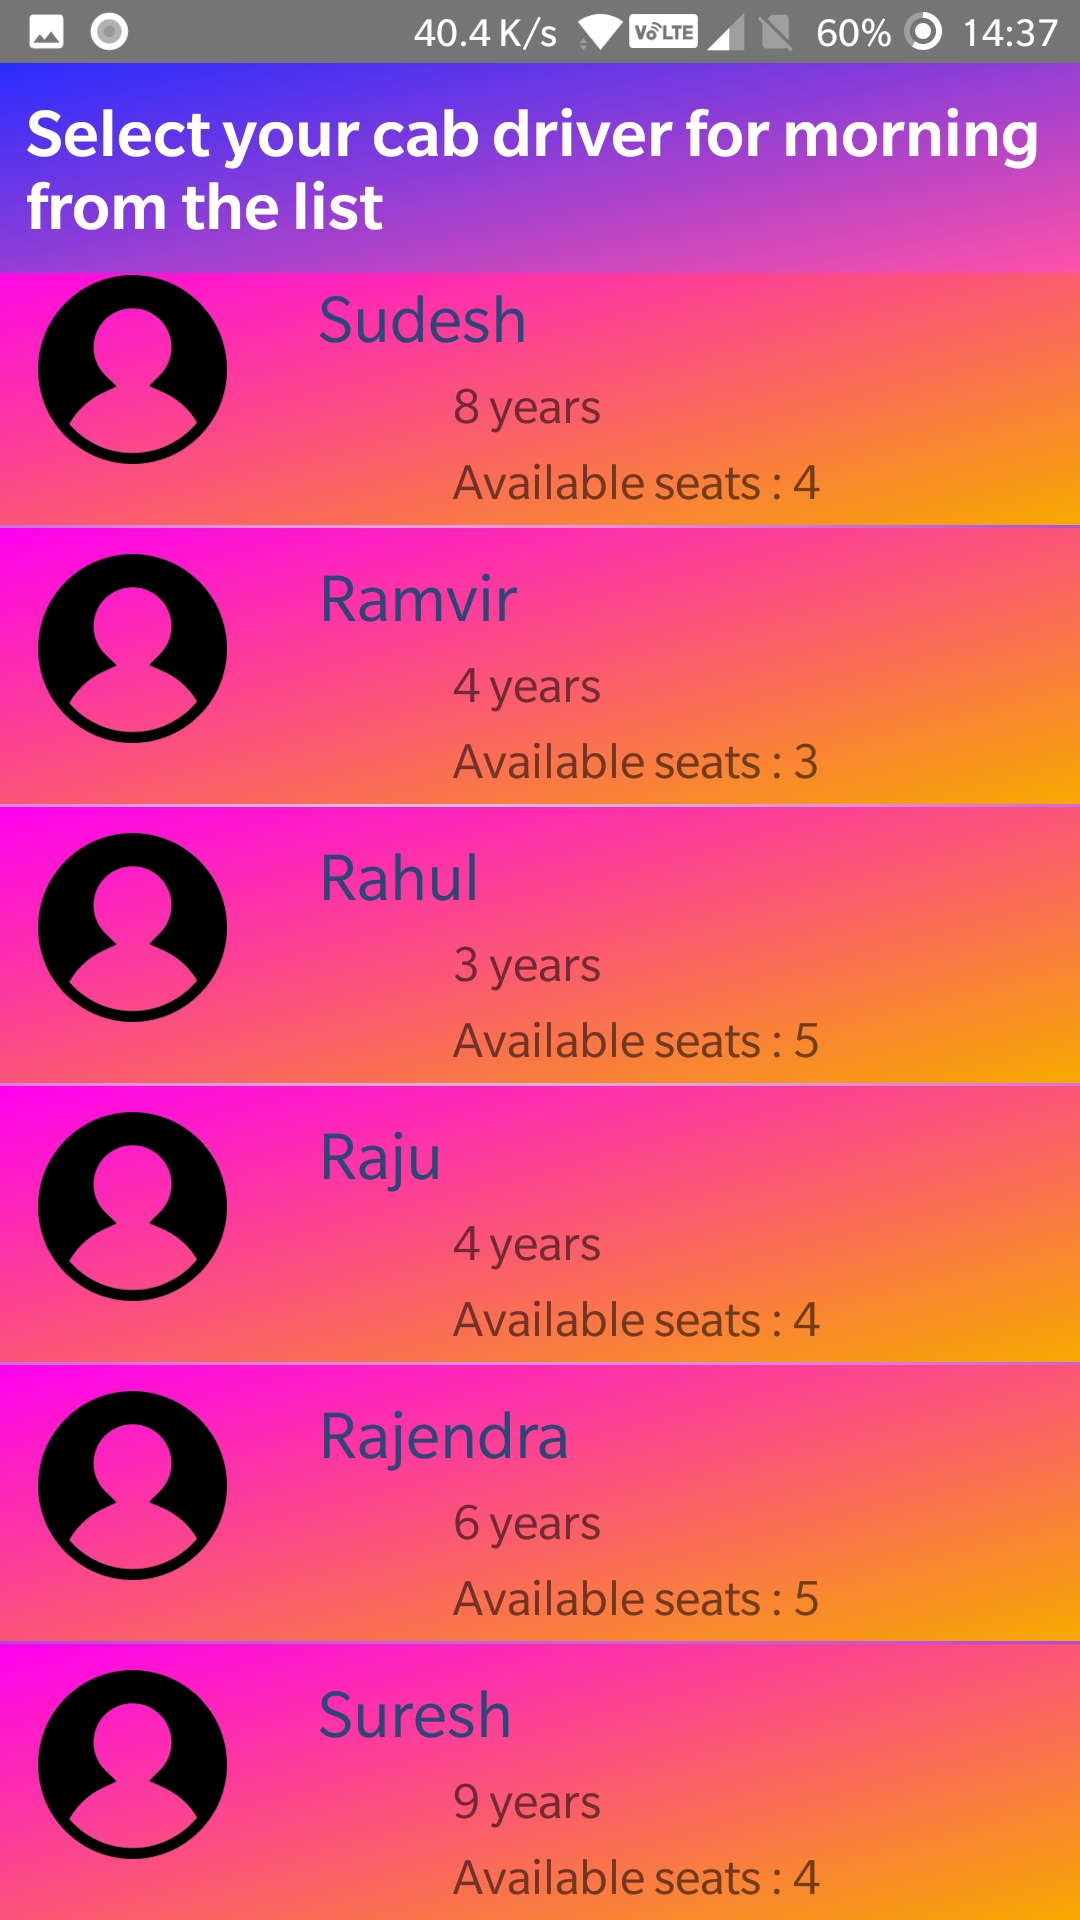 40.4 K/s VoLTE 60% 14:37
Select your cab driver for morning
from the list
Sudesh
8 years
Available seats : 4
Ramvir
4 years
Available seats : 3
Rahul
3 years
Available seats : 5
Raju
4 years
Available seats : 4
Rajendra
6 years
Available seats : 5
Suresh
9 years
Available seats : 4